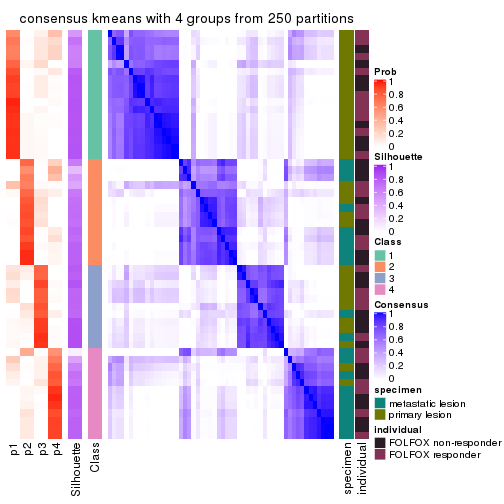 consensus kmeans with 4 groups from 250 partitions
Prob
1
0.8
0.6
0.4
0.2
0
Silhouette
1
0.8
0.6
0.4
0.2
0
Class
1
2
3
4
Consensus
1
0.8
0.6
0.4
0.2
0
specimen
metastatic lesion
primary lesion
individual
FOLFOX non-responder
FOLFOX responder
p1
p2
p3
p4
Silhouette
Class
specimen
individual